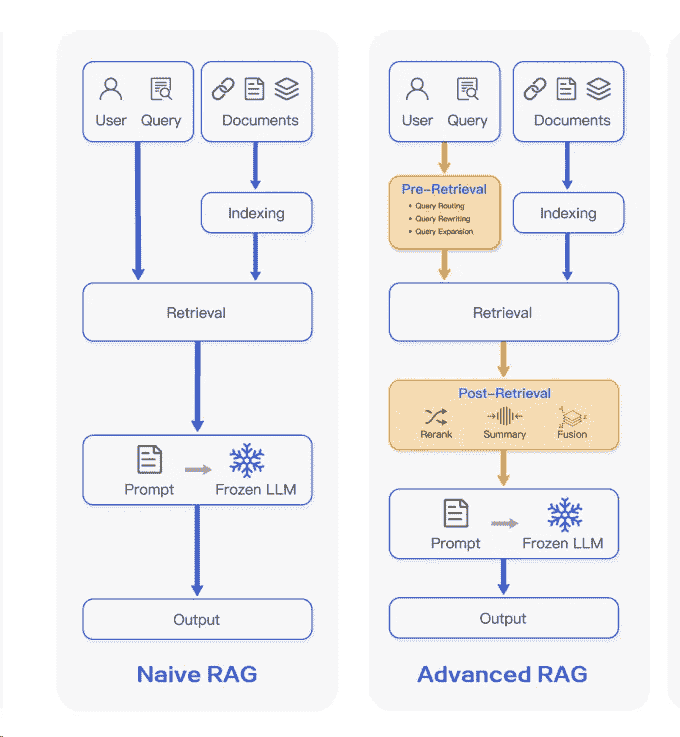 User Query
Documents
Indexing
Retrieval
Prompt
Frozen LLM
Output
Naive RAG
User Query
Documents
Pre-Retrieval
• Query Routing
• Query Rewriting
• Query Expansion
Indexing
Retrieval
Post-Retrieval
Rerank
Summary
Fusion
Prompt
Frozen LLM
Output
Advanced RAG